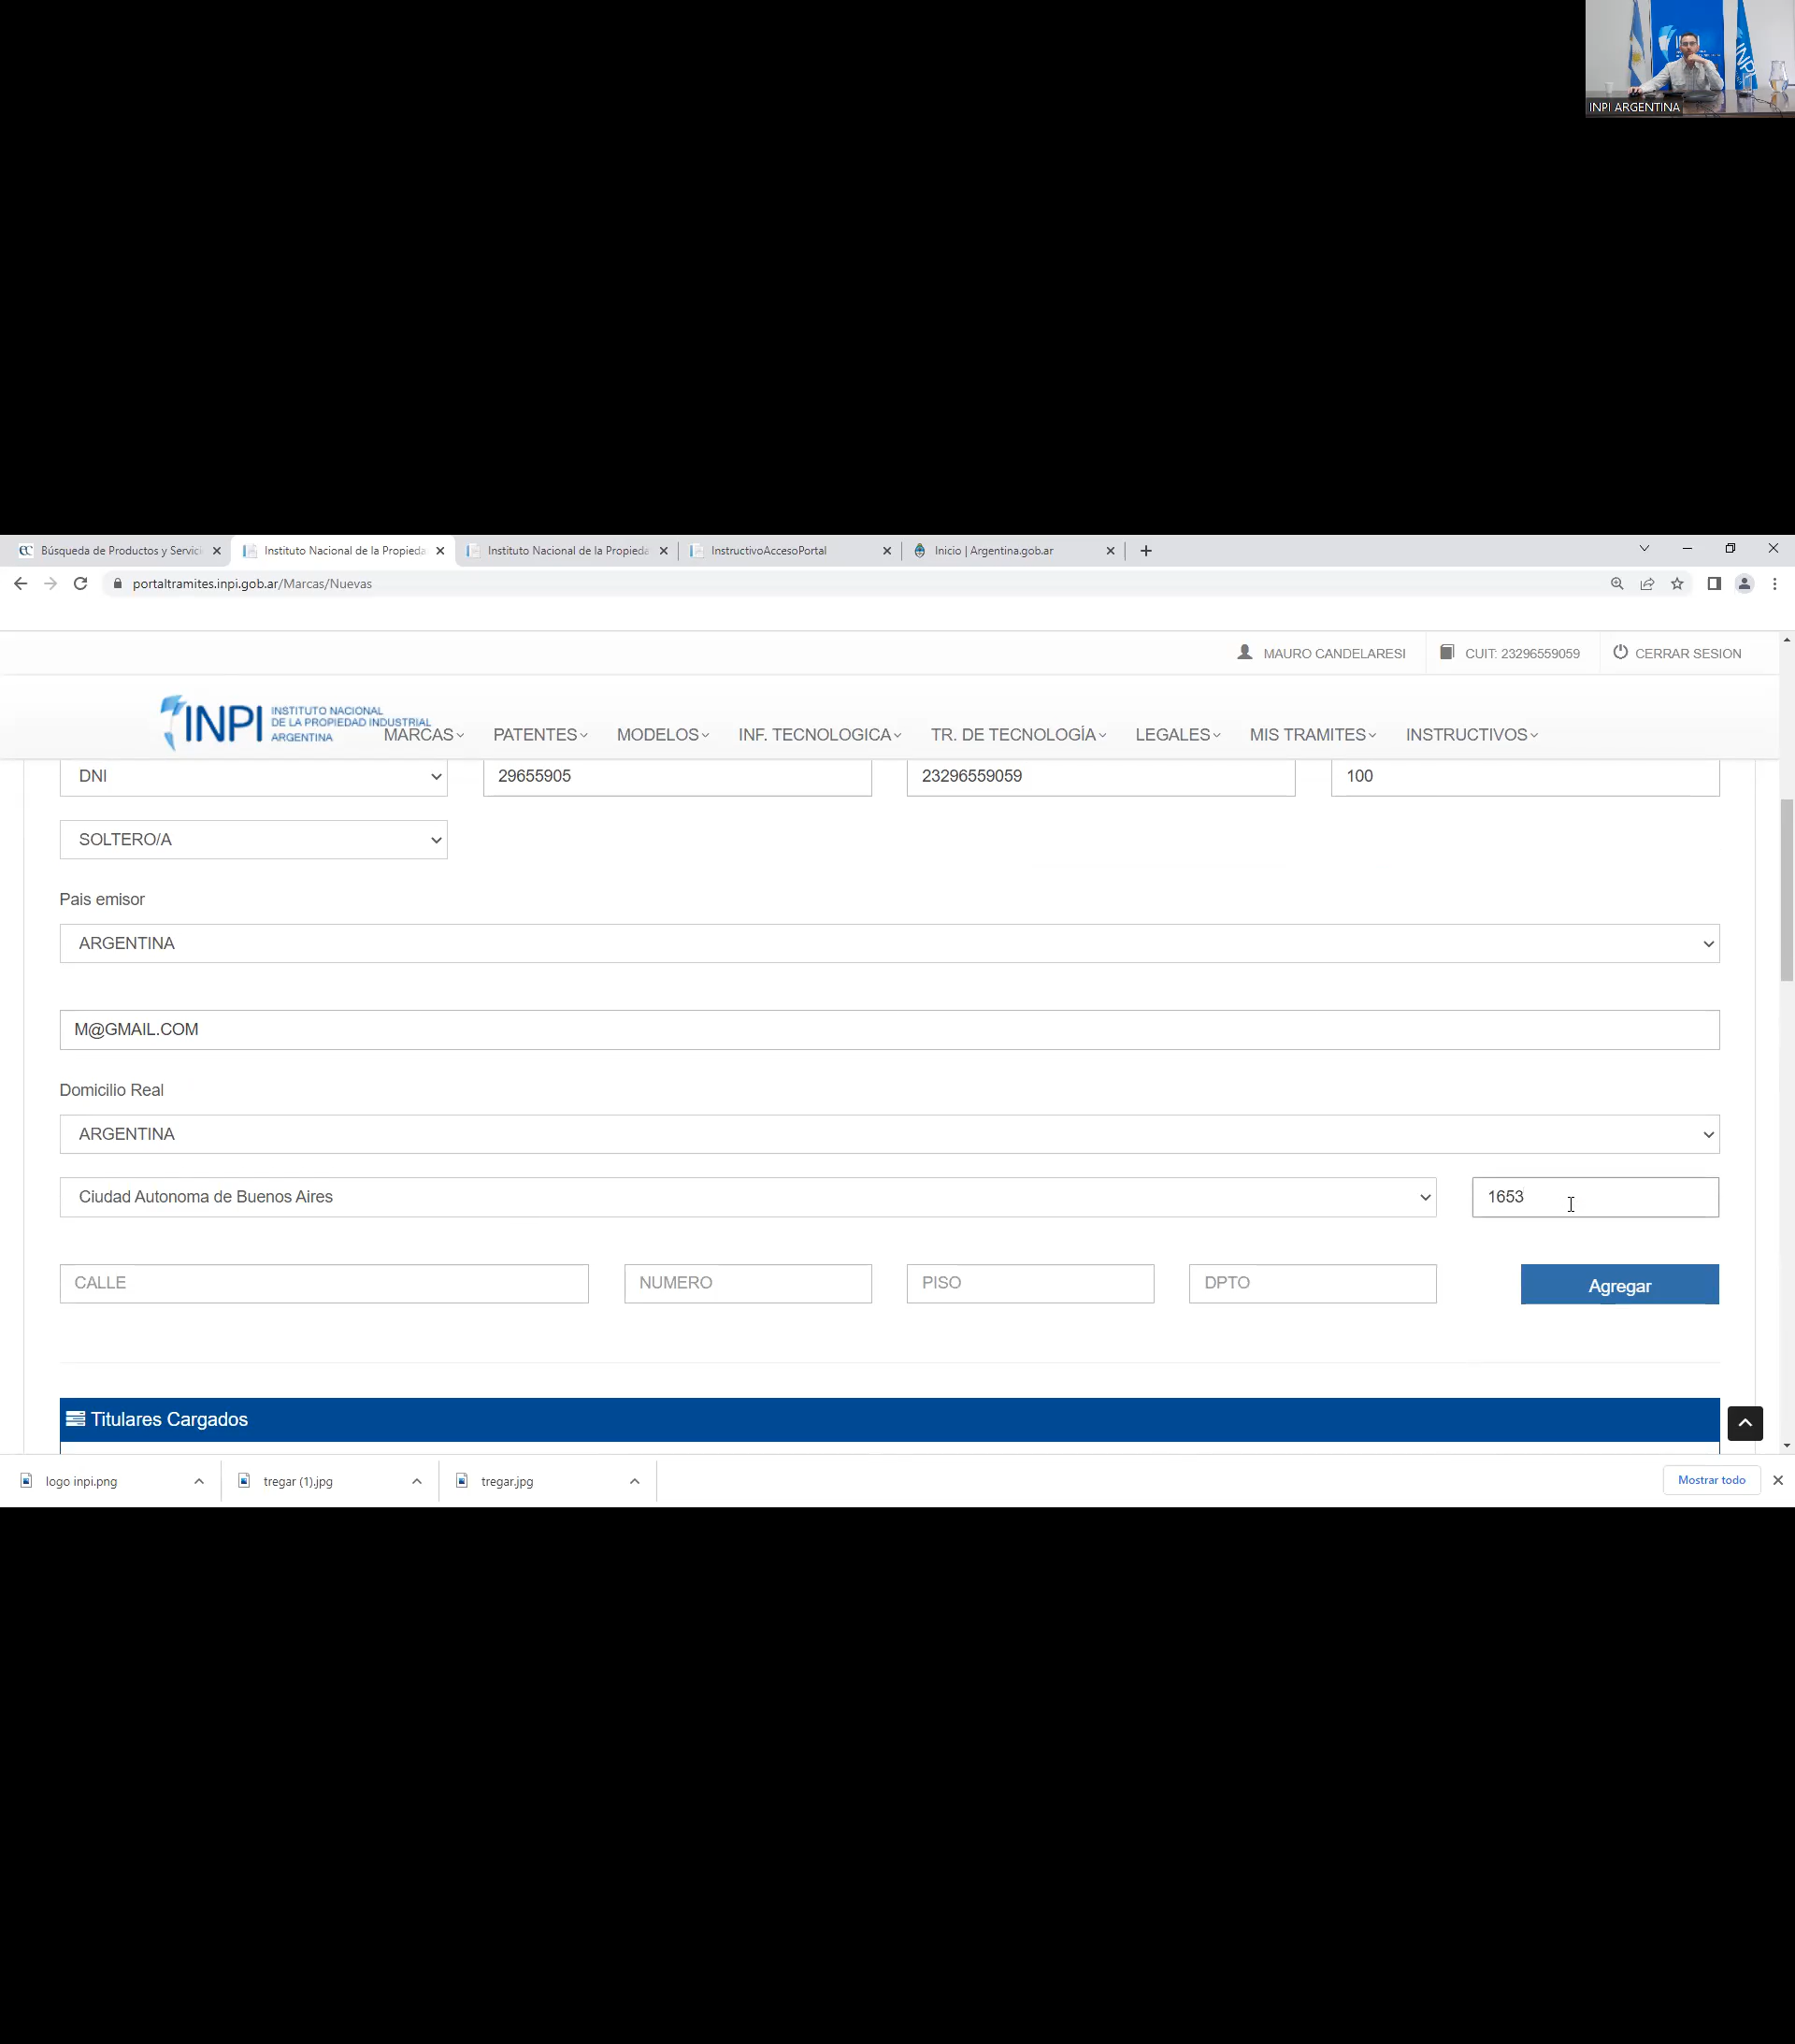 INPI ARGENTINA
Búsqueda de Productos y Servici
Instituto Nacional de la Propieda
Instituto Nacional de la Propieda
InstructivoAccesoPortal
Inicio | Argentina.gob.ar
portaltramites.inpi.gob.ar/Marcas/Nuevas
MAURO CANDELARESI
CUIT: 23296559059
CERRAR SESION
INPI
INSTITUTO NACIONAL
DE LA PROPIEDAD INDUSTRIAL
ARGENTINA
MARCAS
PATENTES
MODELOS
INF. TECNOLOGICA
TR. DE TECNOLOGÍA
LEGALES
MIS TRAMITES
INSTRUCTIVOS
DNI
29655905
23296559059
100
SOLTERO/A
Pais emisor
ARGENTINA
M@GMAIL.COM
Domicilio Real
ARGENTINA
Ciudad Autonoma de Buenos Aires
1653
CALLE
NUMERO
PISO
DPTO
Agregar
Titulares Cargados
logo inpi.png
tregar (1).jpg
tregar.jpg
Mostrar todo